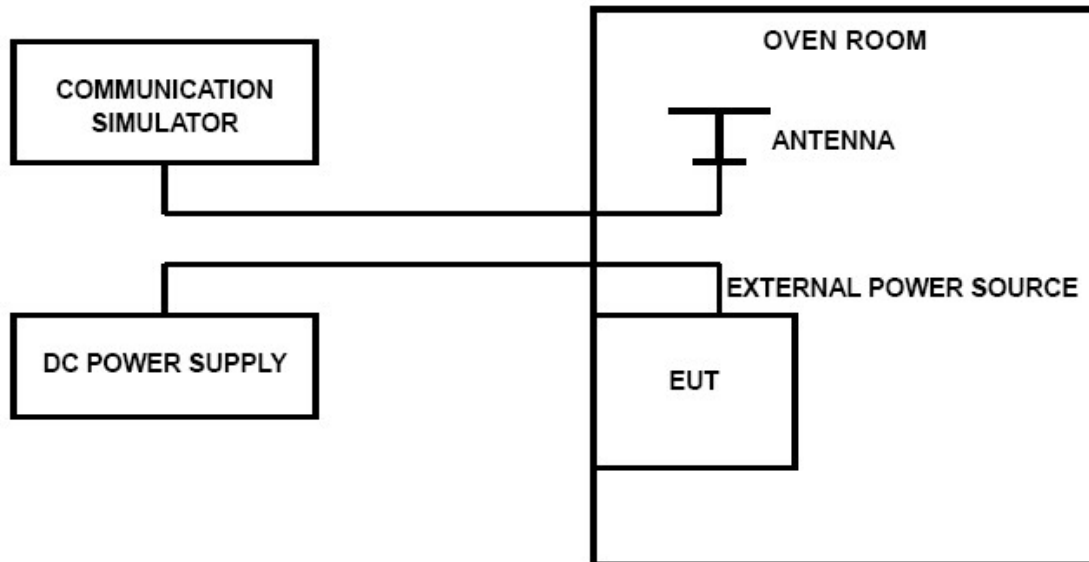 OVEN ROOM
COMMUNICATION
SIMULATOR
ANTENNA
EXTERNAL POWER SOURCE
DC POWER SUPPLY
EUT